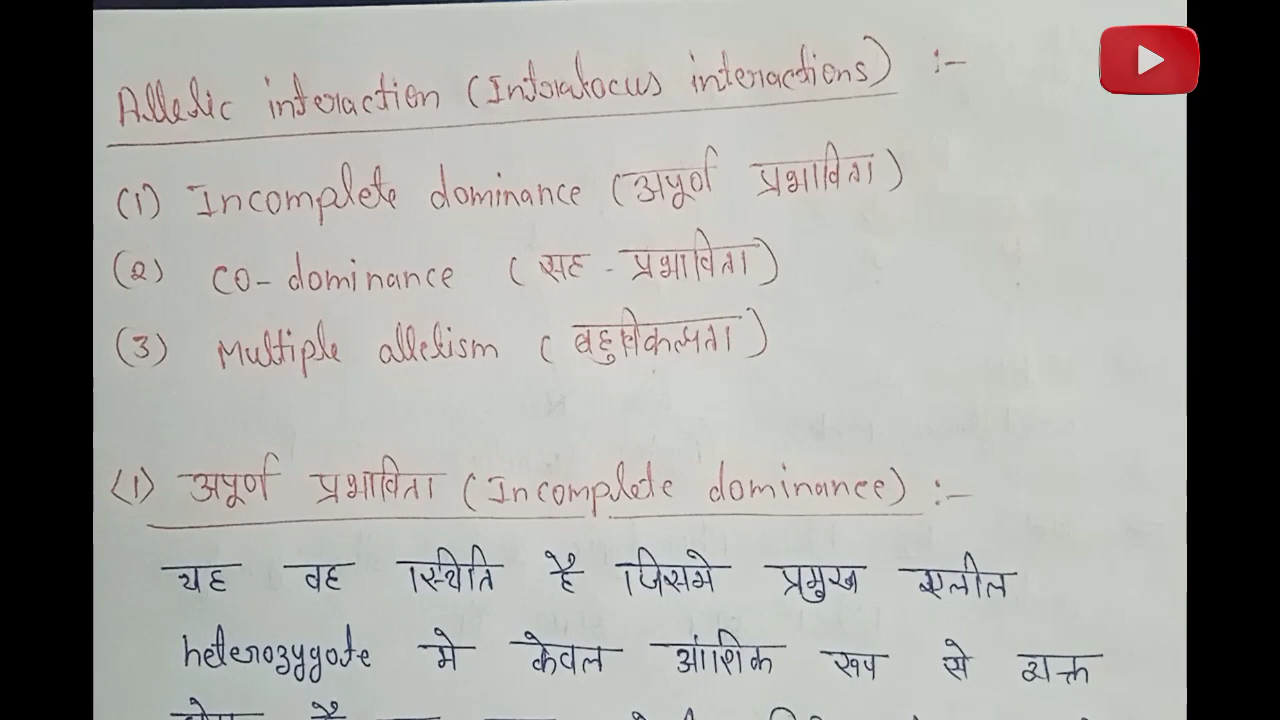 Allelic interaction (Intralocus interactions) :-
(1) Incomplete dominance (अपूर्ण प्रभाविता)
(2) co-dominance (सह - प्रभाविता)
(3) Multiple allelism (बहुविकल्पता)
(1) अपूर्ण प्रभाविता (Incomplete dominance) :-
यह वह स्थिति है जिसमे प्रमुख एलील
heterozygote मे केवल आंशिक रूप से व्यक्त